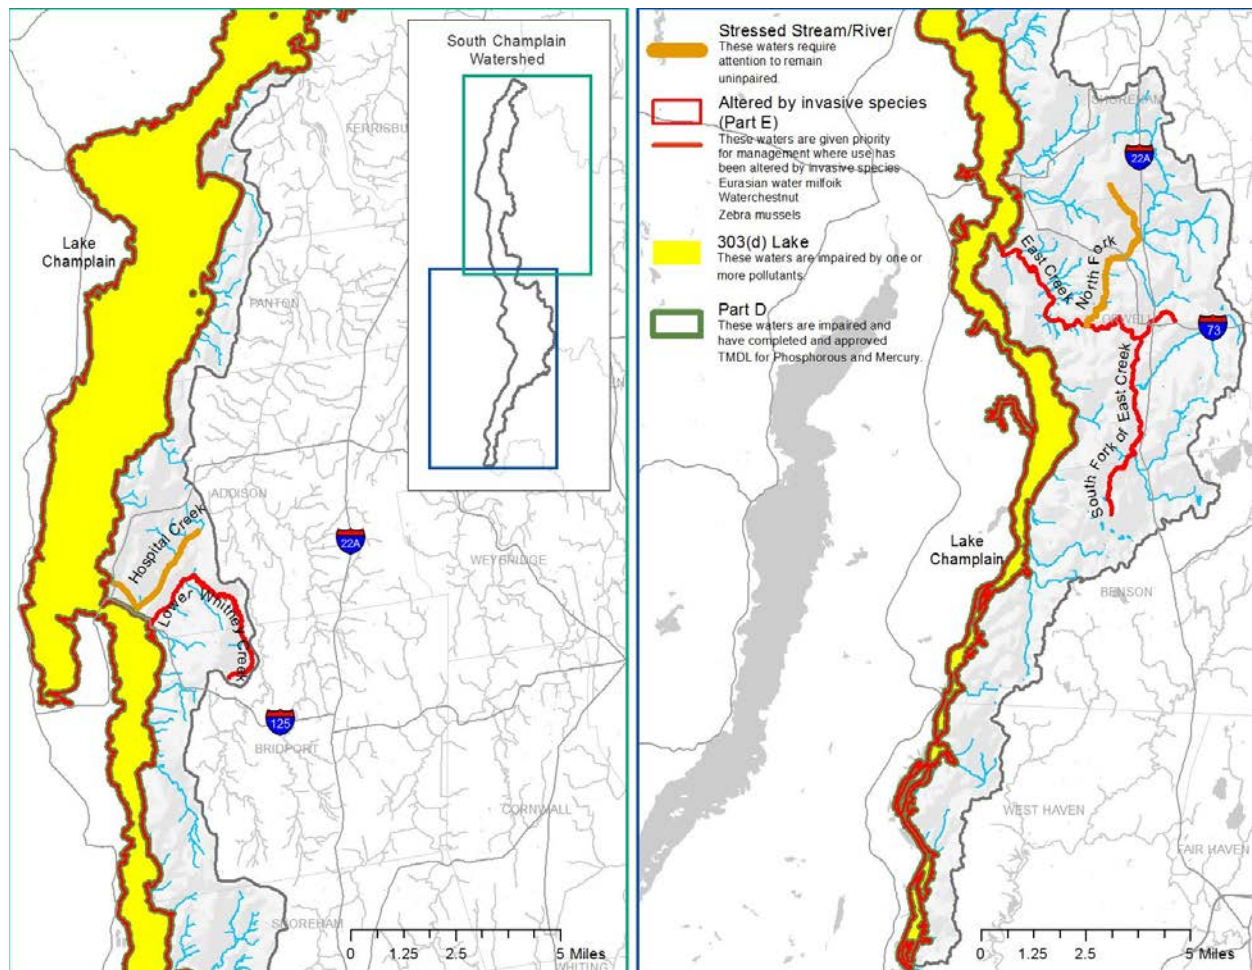 South Champlain
Watershed
FERRISBU
Lake
Champlain
PANTON
ADDISON
Hospital Creek
22A
WEYBRIDGE
Lower Whitney Creek
125
BRIDPORT
CORNWALL
SHOREHAM
0 1.25 2.5 5 Miles
WHITING
Stressed Stream/River
These waters require
attention to remain
uninpaired.
Altered by invasive species
(Part E)
These waters are given priority
for management where use has
been altered by invasive species
Eurasian water milfoik
Waterchestnut
Zebra mussels
303(d) Lake
These waters are impaired by one or
more pollutants.
Part D
These waters are impaired and
have completed and approved
TMDL for Phosphorous and Mercury.
SHOREHAM
22A
East Creek
North Fork
ORWELL
73
South Fork of East Creek
Lake
Champlain
BENSON
WEST HAVEN
FAIR HAVEN
0 1.25 2.5 5 Miles